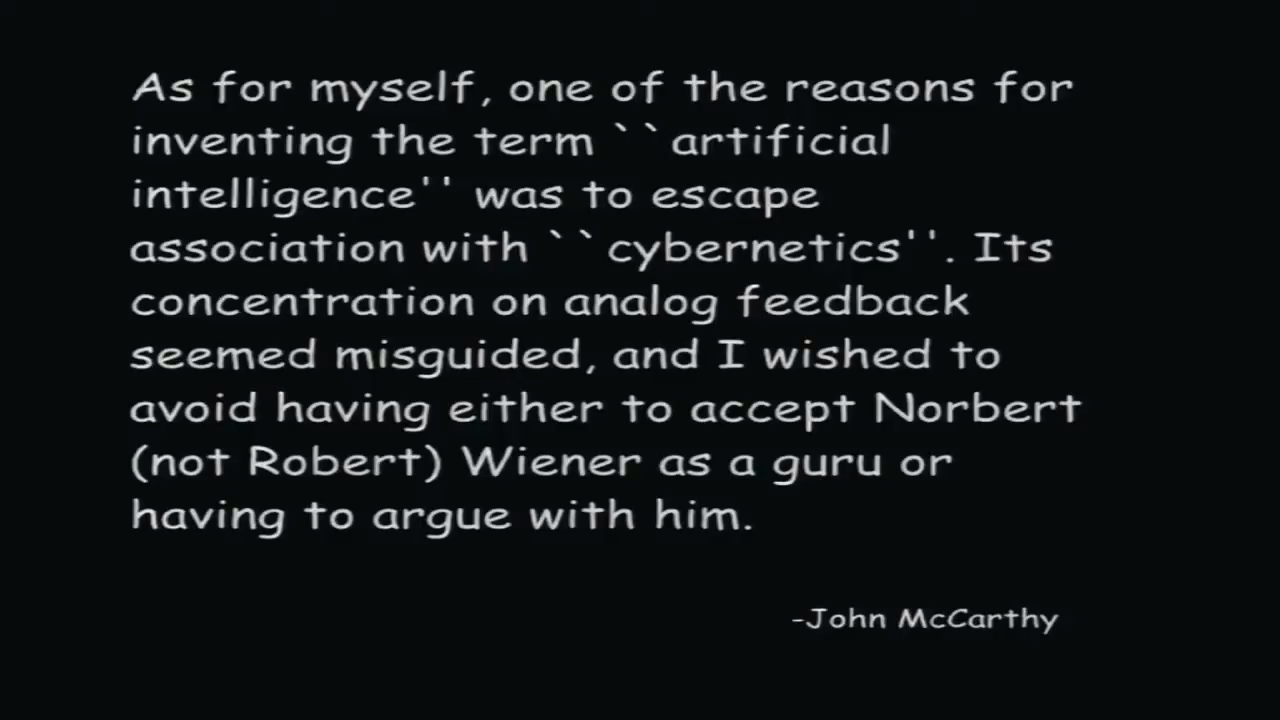 As for myself, one of the reasons for
inventing the term ``artificial
intelligence'' was to escape
association with ``cybernetics''. Its
concentration on analog feedback
seemed misguided, and I wished to
avoid having either to accept Norbert
(not Robert) Wiener as a guru or
having to argue with him.
-John McCarthy